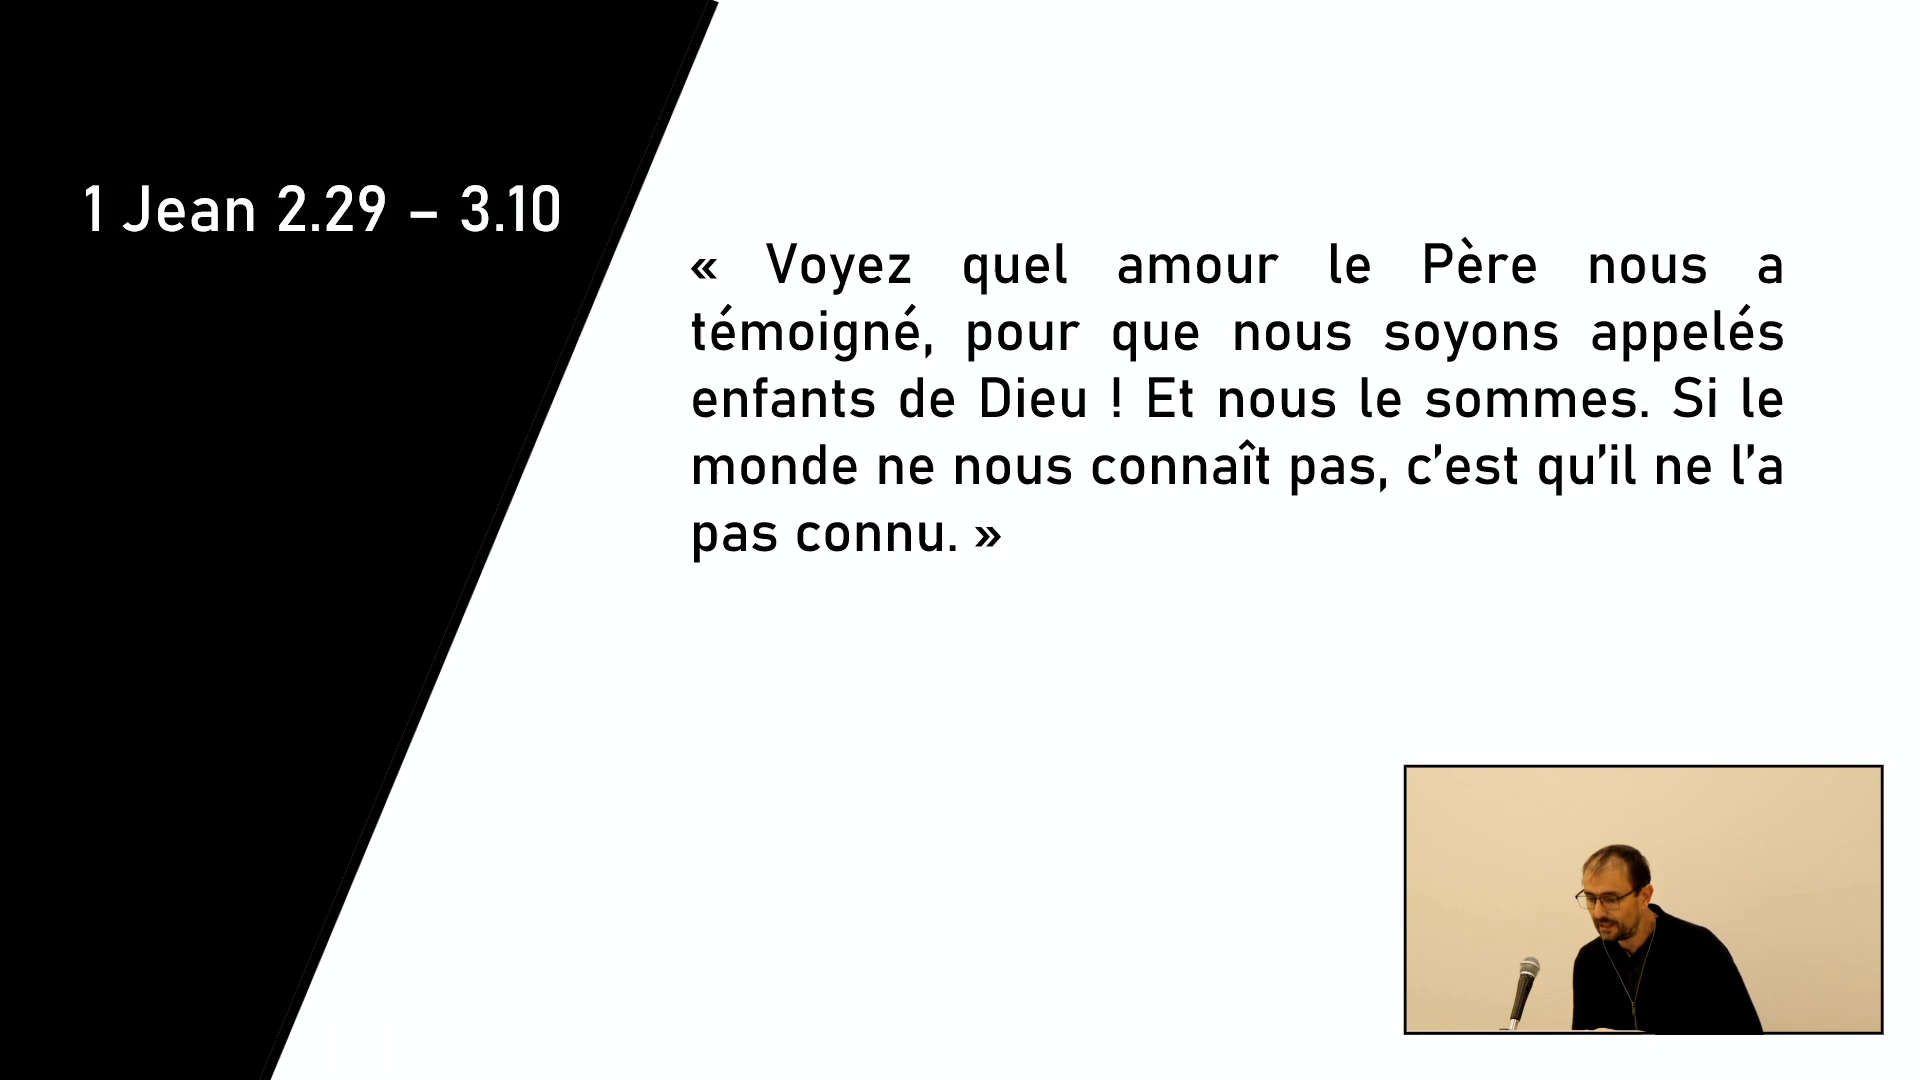 1 Jean 2.29 – 3.10
« Voyez quel amour le Père nous a
témoigné, pour que nous soyons appelés
enfants de Dieu ! Et nous le sommes. Si le
monde ne nous connaît pas, c’est qu’il ne l’a
pas connu. »